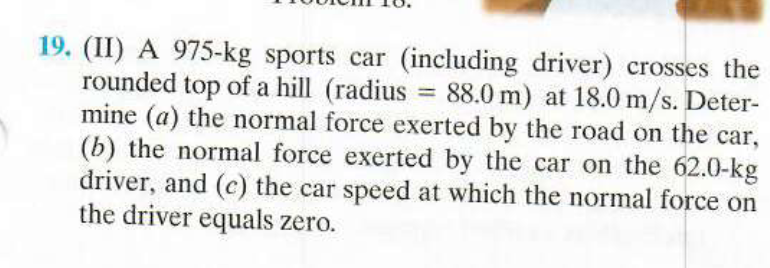 19. (II) A 975-kg sports car (including driver) crosses the
rounded top of a hill (radius = 88.0 m) at 18.0 m/s. Deter-
mine (a) the normal force exerted by the road on the car,
(b) the normal force exerted by the car on the 62.0-kg
driver, and (c) the car speed at which the normal force on
the driver equals zero.